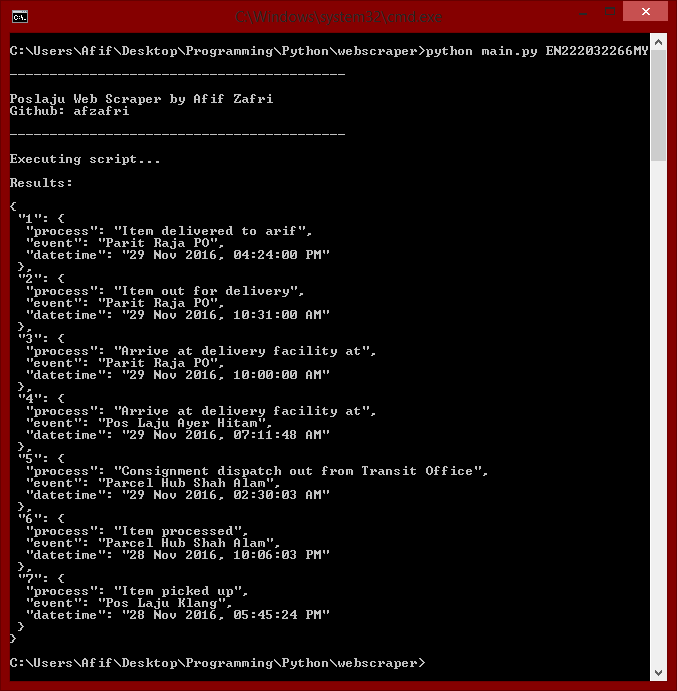 C:\Windows\system32\cmd.exe
C:\Users\Afif\Desktop\Programming\Python\webscraper>python main.py EN222032266MY
------------------------------------------
Poslaju Web Scraper by Afif Zafri
Github: afzafri
------------------------------------------
Executing script...
Results:
{
 "1": {
  "process": "Item delivered to arif",
  "event": "Parit Raja PO",
  "datetime": "29 Nov 2016, 04:24:00 PM"
 },
 "2": {
  "process": "Item out for delivery",
  "event": "Parit Raja PO",
  "datetime": "29 Nov 2016, 10:31:00 AM"
 },
 "3": {
  "process": "Arrive at delivery facility at",
  "event": "Parit Raja PO",
  "datetime": "29 Nov 2016, 10:00:00 AM"
 },
 "4": {
  "process": "Arrive at delivery facility at",
  "event": "Pos Laju Ayer Hitam",
  "datetime": "29 Nov 2016, 07:11:48 AM"
 },
 "5": {
  "process": "Consignment dispatch out from Transit Office",
  "event": "Parcel Hub Shah Alam",
  "datetime": "29 Nov 2016, 02:30:03 AM"
 },
 "6": {
  "process": "Item processed",
  "event": "Parcel Hub Shah Alam",
  "datetime": "28 Nov 2016, 10:06:03 PM"
 },
 "7": {
  "process": "Item picked up",
  "event": "Pos Laju Klang",
  "datetime": "28 Nov 2016, 05:45:24 PM"
 }
}
C:\Users\Afif\Desktop\Programming\Python\webscraper>